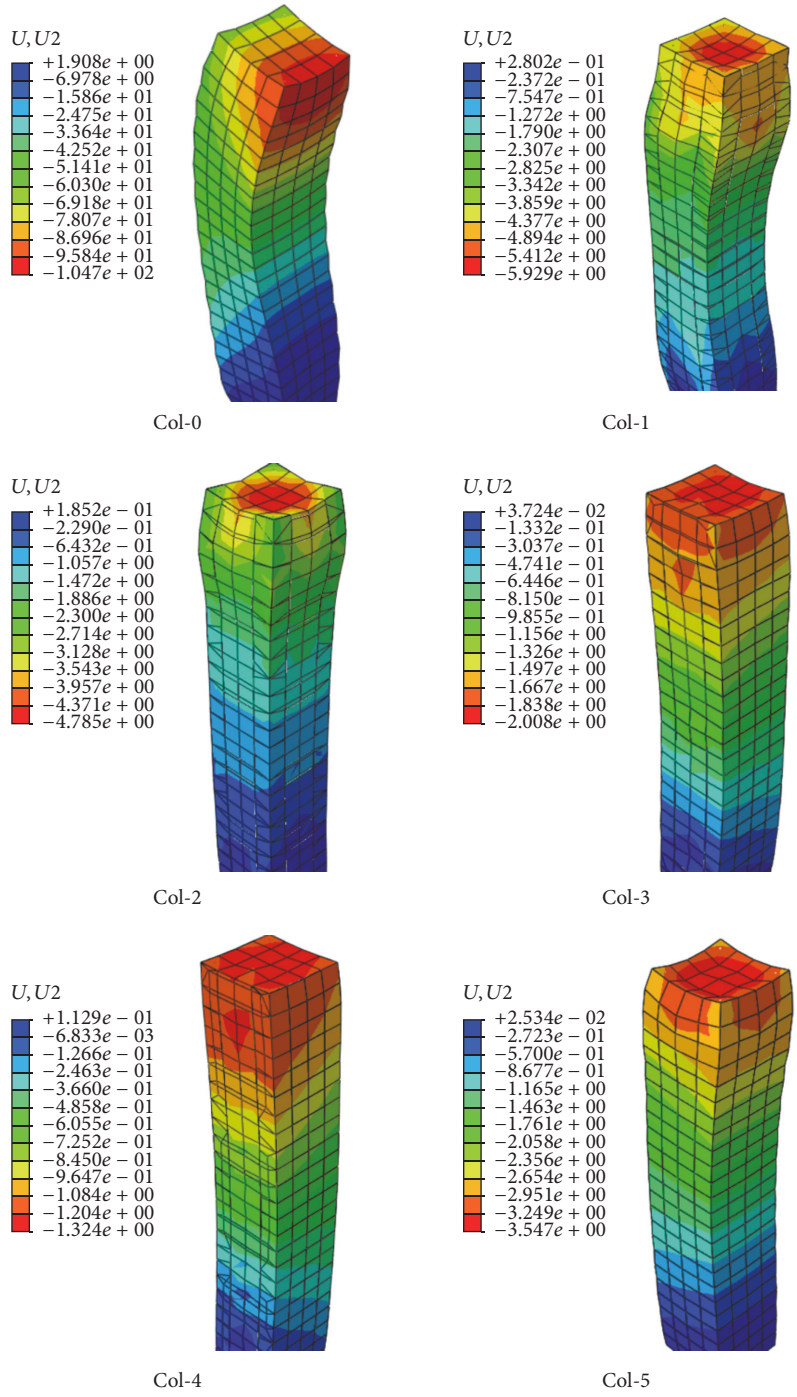 U, U2
+1.908e + 00
−6.978e + 00
−1.586e + 01
−2.475e + 01
−3.364e + 01
−4.252e + 01
−5.141e + 01
−6.030e + 01
−6.918e + 01
−7.807e + 01
−8.696e + 01
−9.584e + 01
−1.047e + 02
Col-0
U, U2
+2.802e − 01
−2.372e − 01
−7.547e − 01
−1.272e + 00
−1.790e + 00
−2.307e + 00
−2.825e + 00
−3.342e + 00
−3.859e + 00
−4.377e + 00
−4.894e + 00
−5.412e + 00
−5.929e + 00
Col-1
U, U2
+1.852e − 01
−2.290e − 01
−6.432e − 01
−1.057e + 00
−1.472e + 00
−1.886e + 00
−2.300e + 00
−2.714e + 00
−3.128e + 00
−3.543e + 00
−3.957e + 00
−4.371e + 00
−4.785e + 00
Col-2
U, U2
+3.724e − 02
−1.332e − 01
−3.037e − 01
−4.741e − 01
−6.446e − 01
−8.150e − 01
−9.855e − 01
−1.156e + 00
−1.326e + 00
−1.497e + 00
−1.667e + 00
−1.838e + 00
−2.008e + 00
Col-3
U, U2
+1.129e − 01
−6.833e − 03
−1.266e − 01
−2.463e − 01
−3.660e − 01
−4.858e − 01
−6.055e − 01
−7.252e − 01
−8.450e − 01
−9.647e − 01
−1.084e + 00
−1.204e + 00
−1.324e + 00
Col-4
U, U2
+2.534e − 02
−2.723e − 01
−5.700e − 01
−8.677e − 01
−1.165e + 00
−1.463e + 00
−1.761e + 00
−2.058e + 00
−2.356e + 00
−2.654e + 00
−2.951e + 00
−3.249e + 00
−3.547e + 00
Col-5